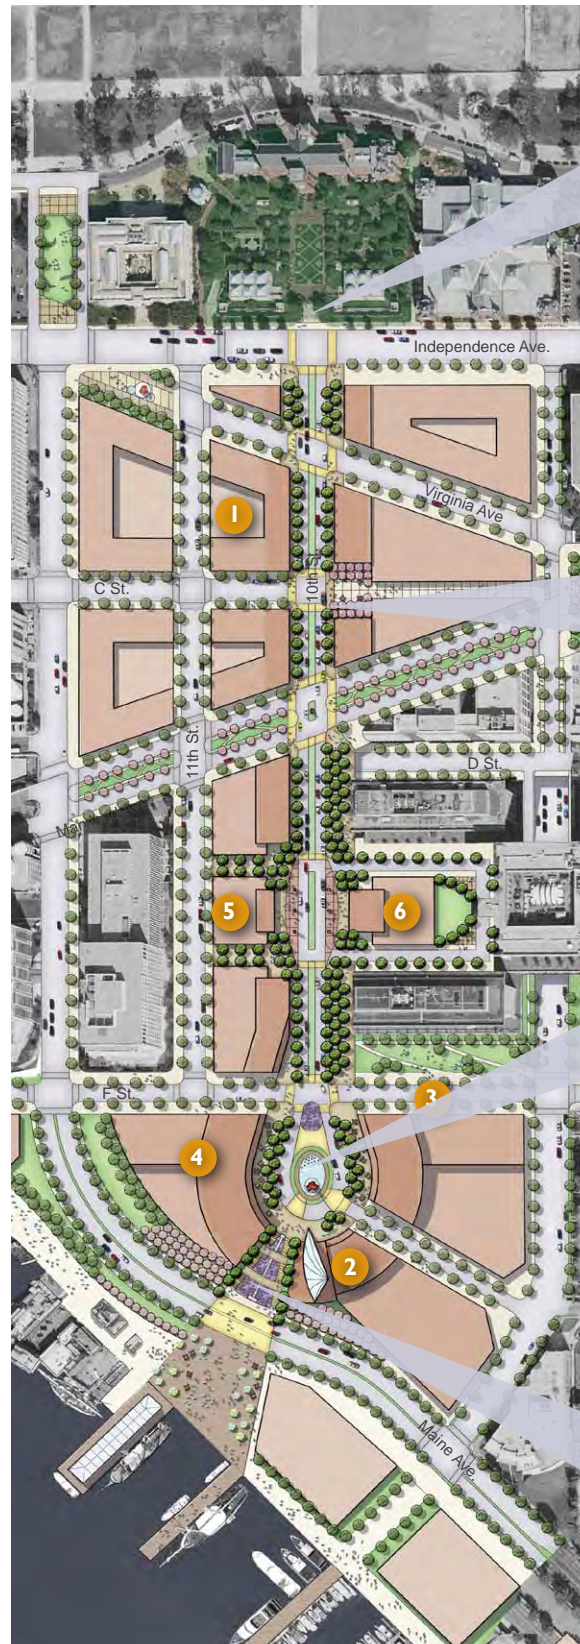 Independence Ave.
Virginia Ave
1
10th St.
C St.
11th St.
D St.
5
6
F St.
3
4
2
Maine Ave.